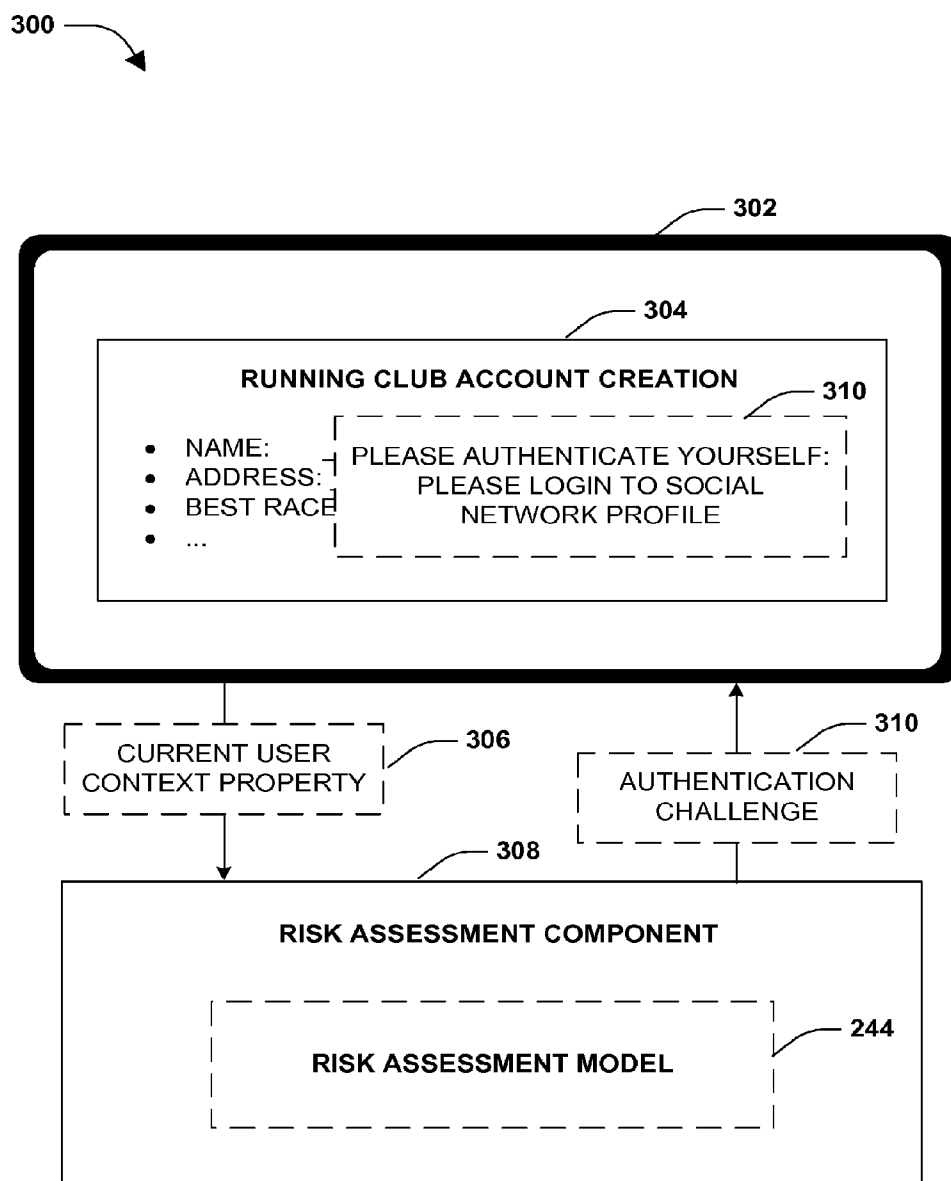 300
302
304
RUNNING CLUB ACCOUNT CREATION
310
• NAME:
• ADDRESS:
• BEST RACE
• ...
PLEASE AUTHENTICATE YOURSELF:
PLEASE LOGIN TO SOCIAL
NETWORK PROFILE
CURRENT USER
CONTEXT PROPERTY
306
310
AUTHENTICATION
CHALLENGE
308
RISK ASSESSMENT COMPONENT
RISK ASSESSMENT MODEL
244